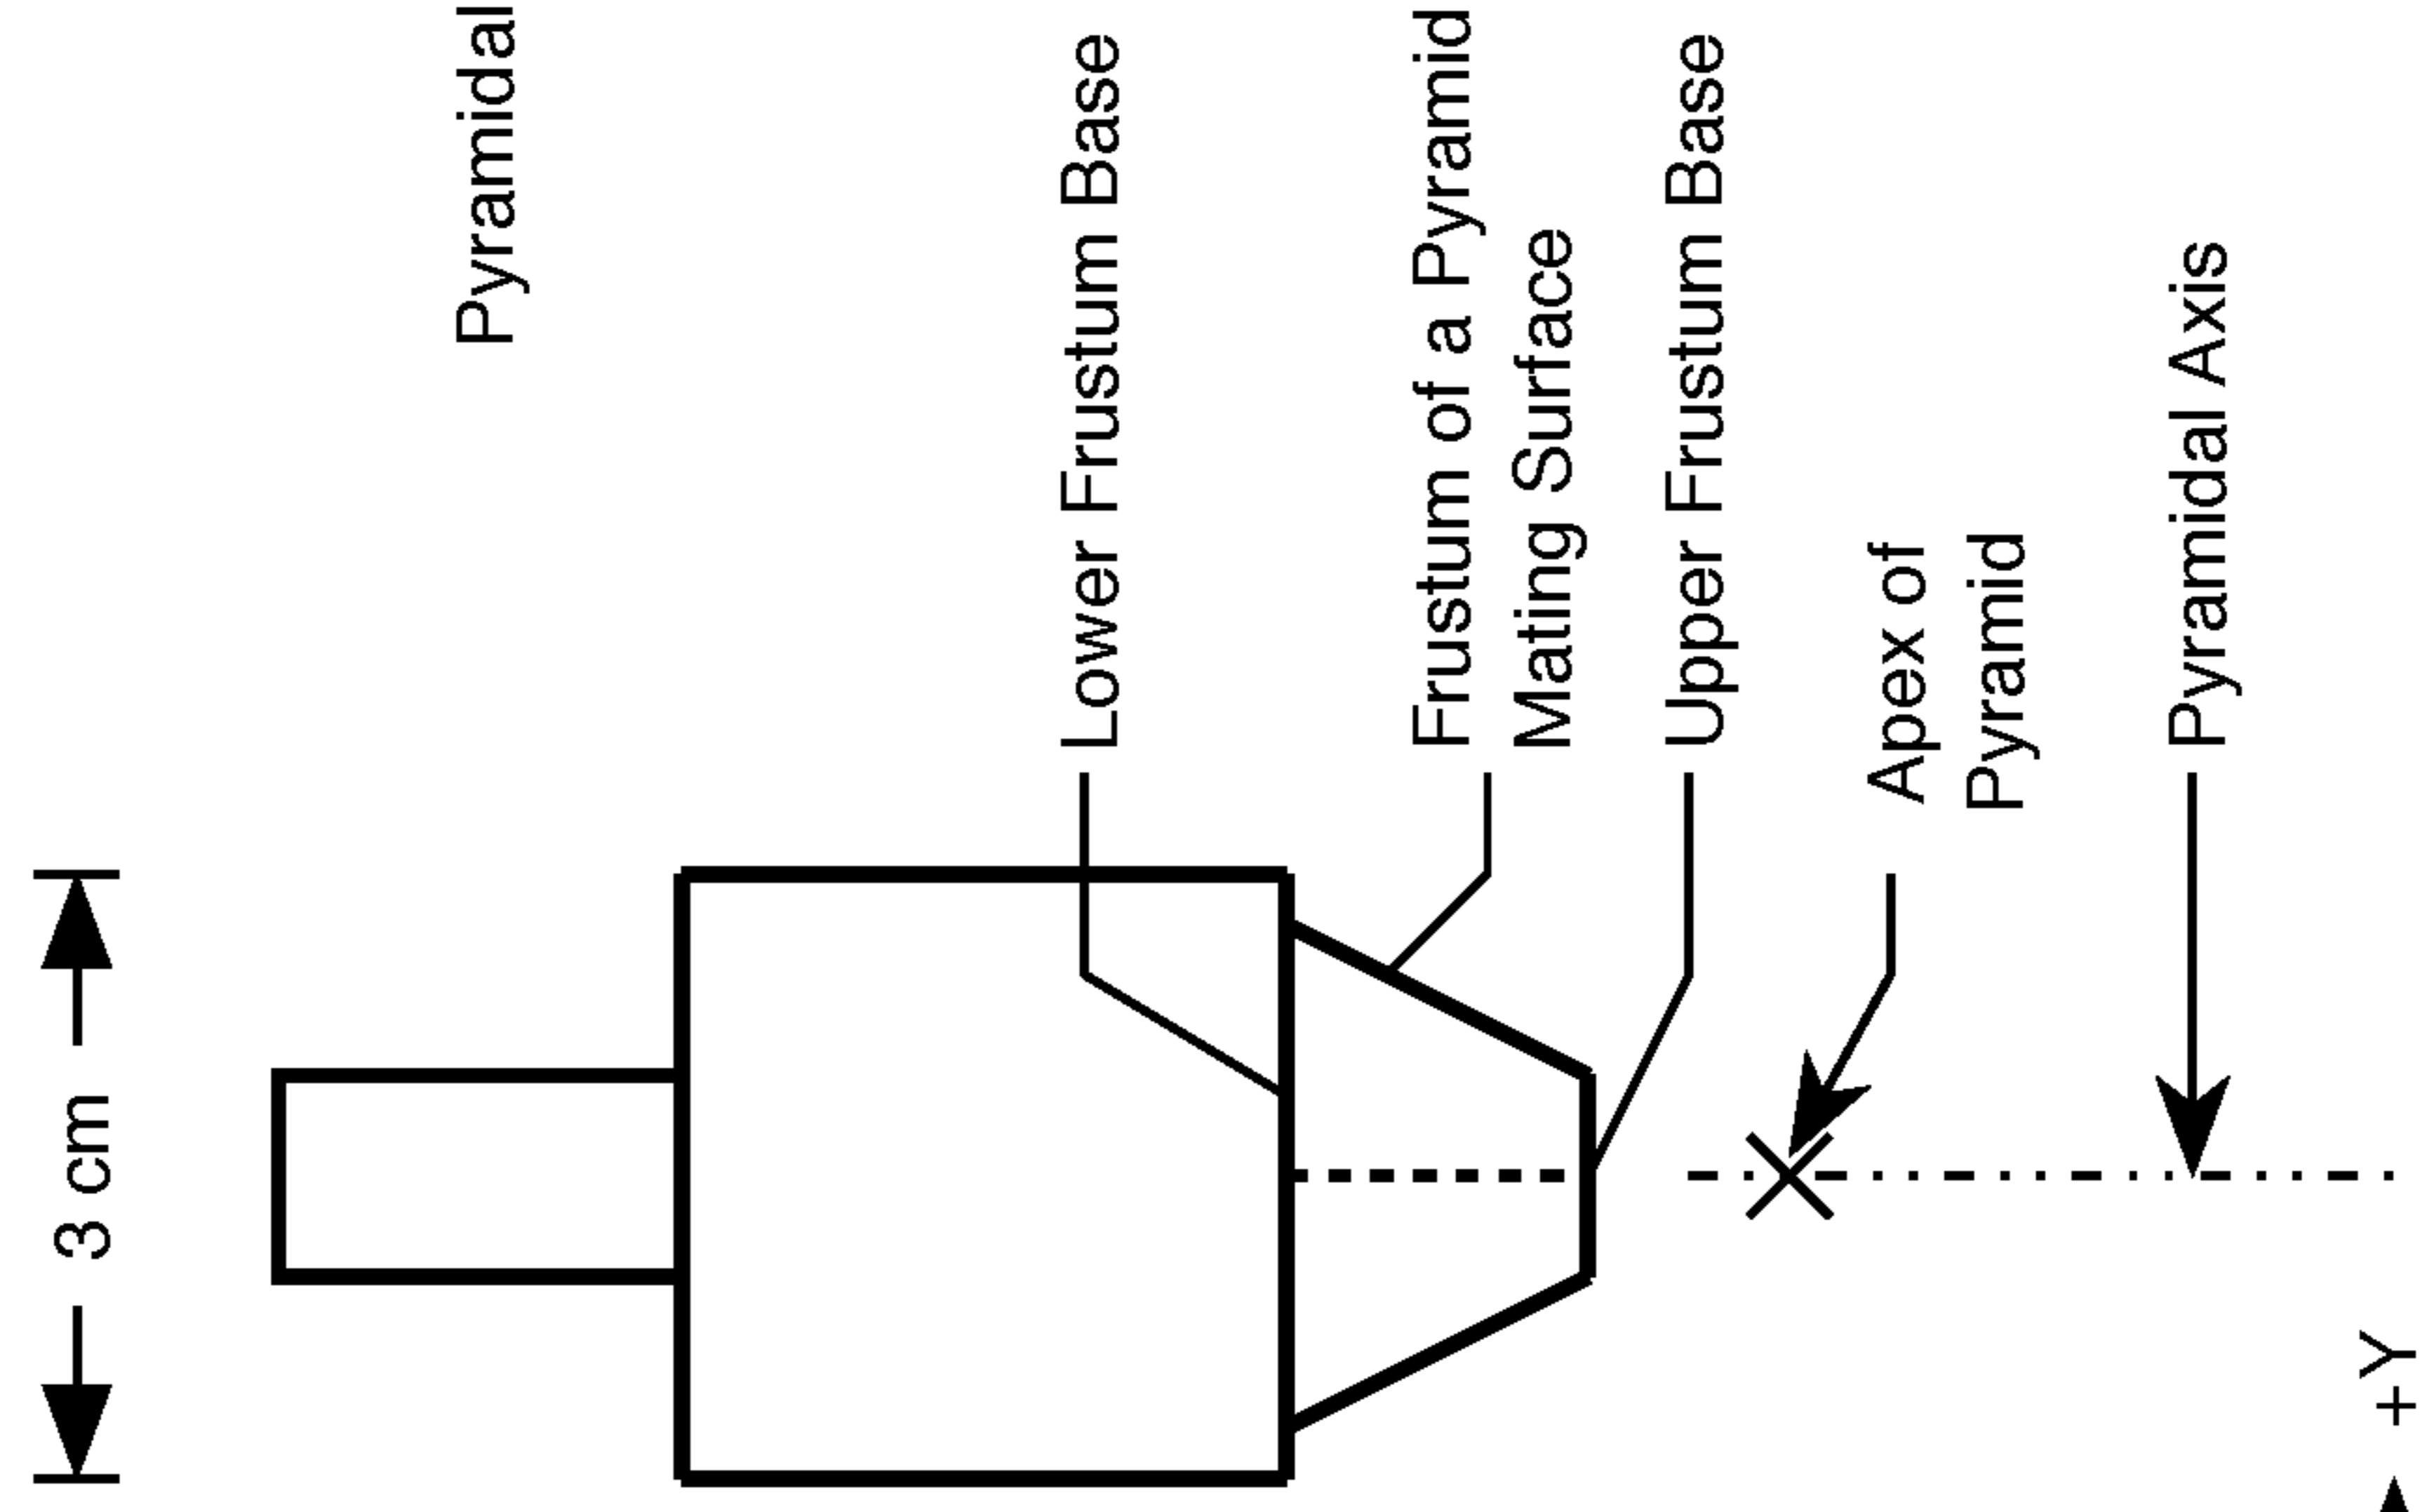 3 cm
Pyramidal
Lower Frustum Base
Frustum of a Pyramid
Mating Surface
Upper Frustum Base
Apex of
Pyramid
Pyramidal Axis
+Y